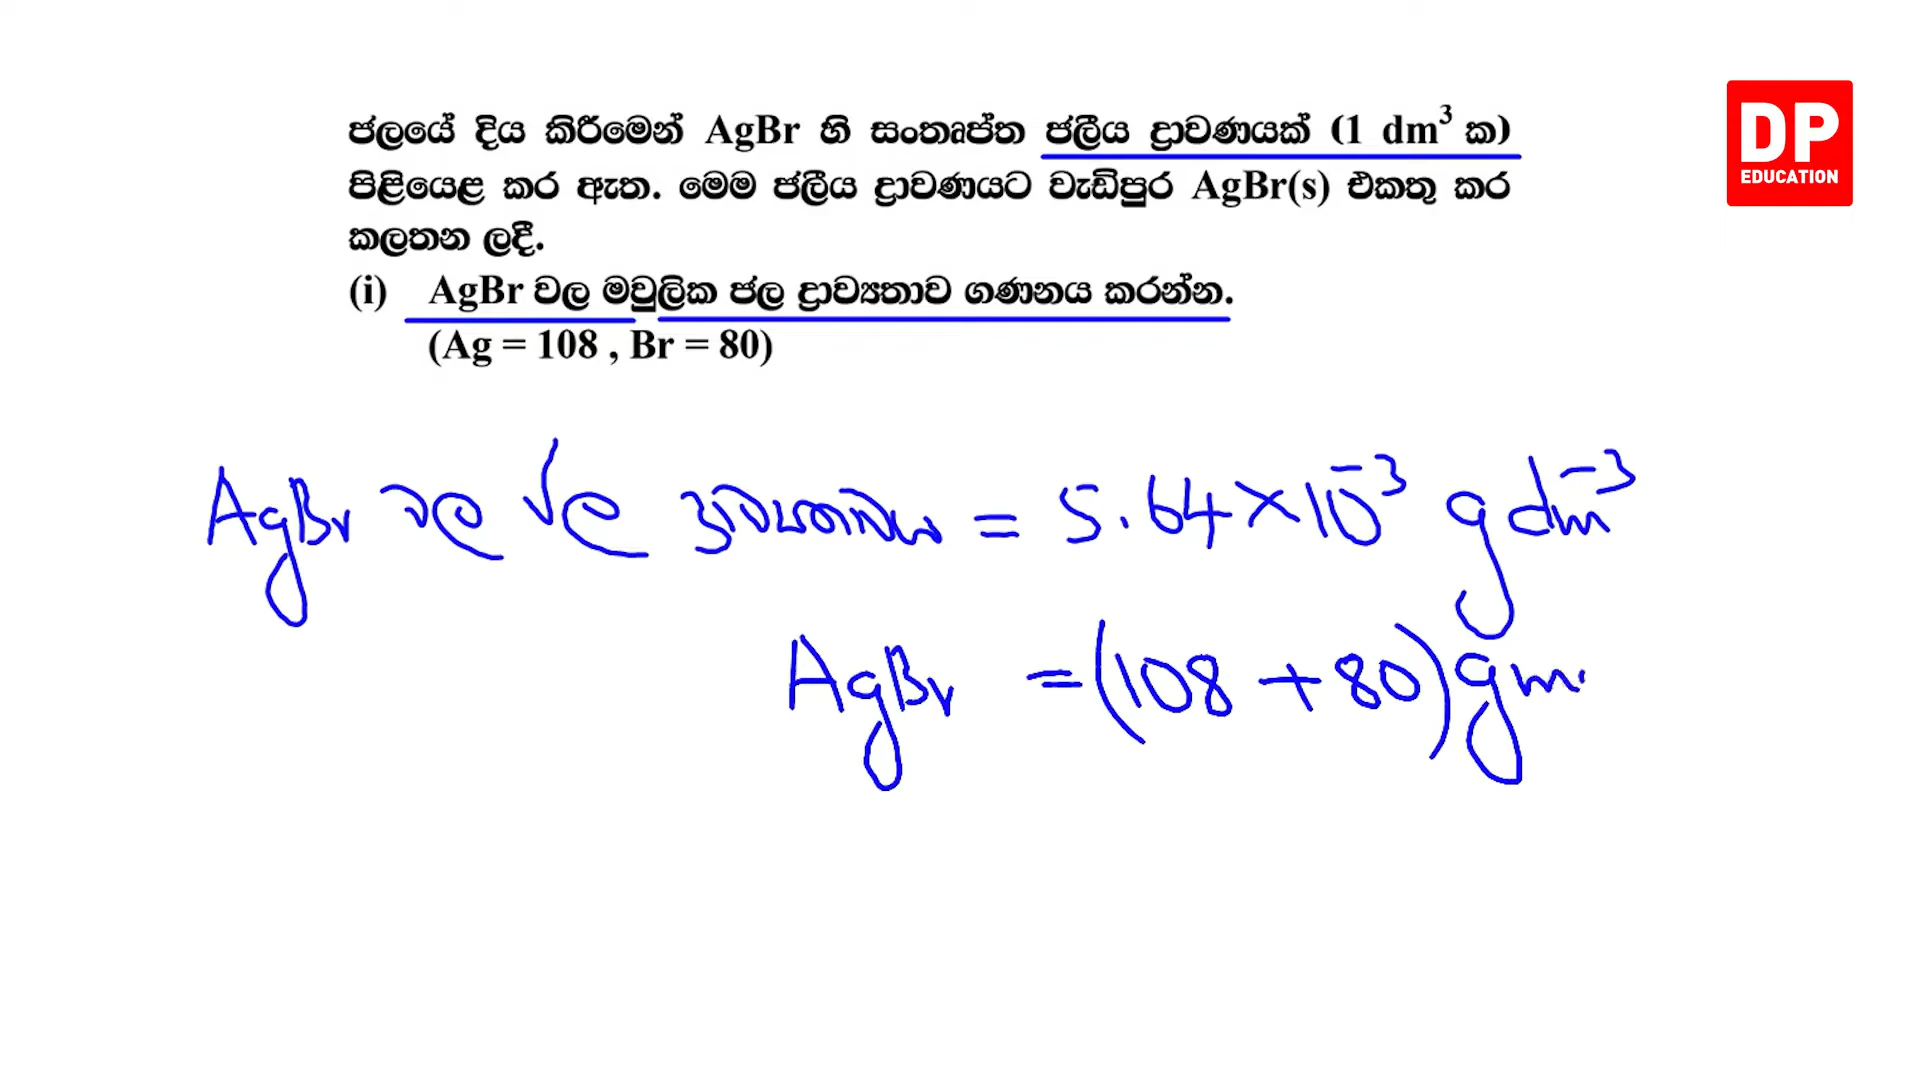 ජලයේ දිය කිරීමෙන් AgBr හි සංතෘප්ත ජලීය ද්‍රාවණයක් (1 dm³ ක)
DP
EDUCATION
පිළියෙළ කර ඇත. මෙම ජලීය ද්‍රාවණයට වැඩිපුර AgBr(s) එකතු කර
කලතන ලදී.
(i) AgBr වල මවුලික ජල ද්‍රාව්‍යතාව ගණනය කරන්න.
(Ag = 108 , Br = 80)
AgBr වල ජල = 5.64×10⁻³ g dm⁻³
AgBr = (108 + 80) g m